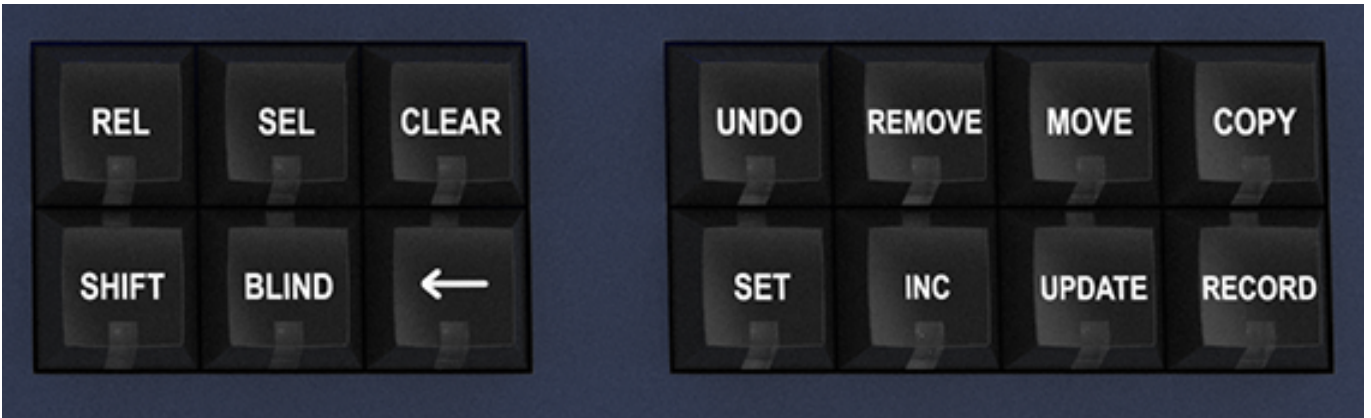 REL SEL CLEAR
SHIFT BLIND ←
UNDO REMOVE MOVE COPY
SET INC UPDATE RECORD